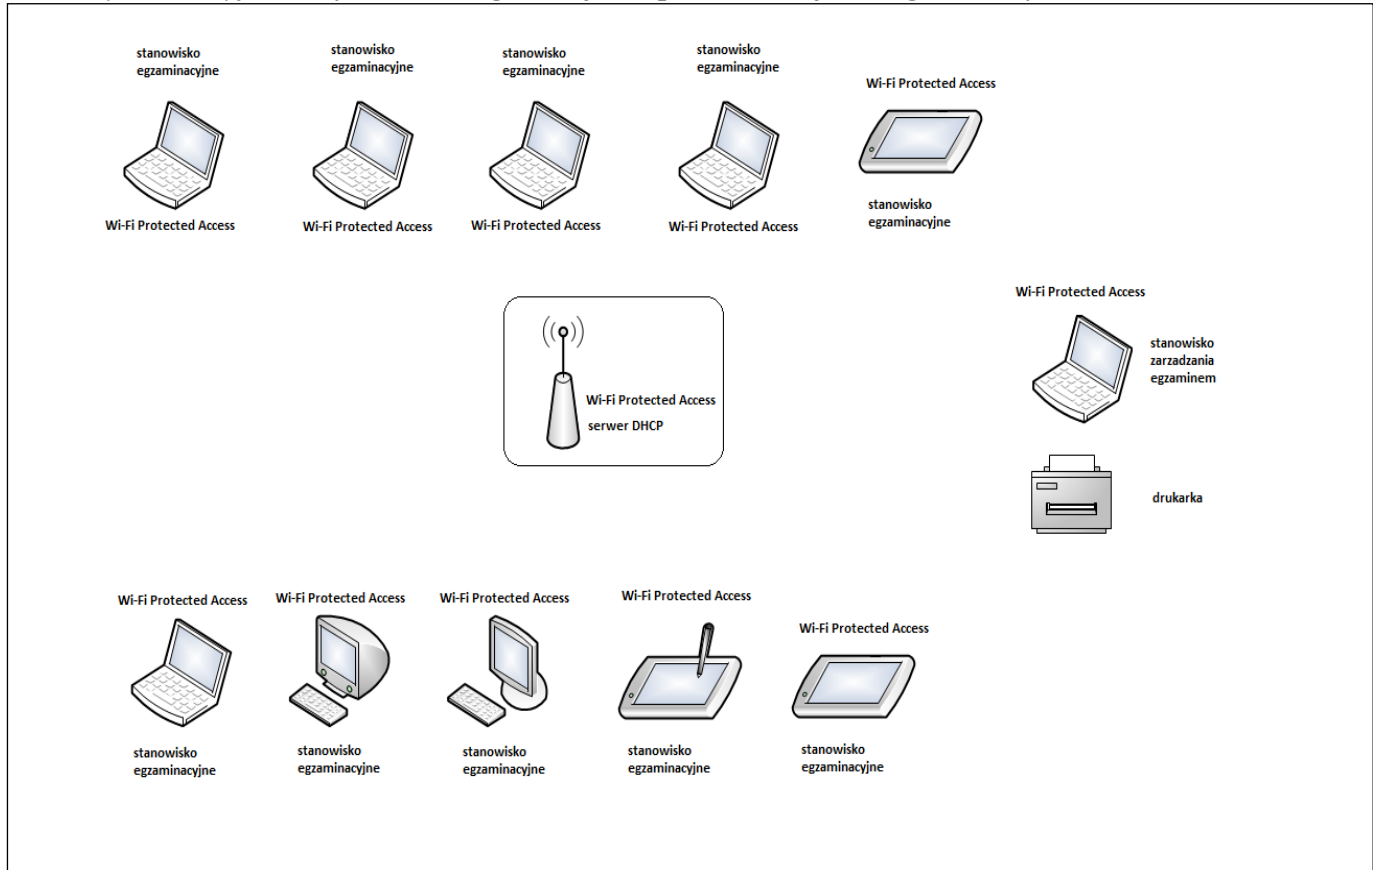 stanowisko
egzaminacyjne
stanowisko
egzaminacyjne
stanowisko
egzaminacyjne
stanowisko
egzaminacyjne
Wi-Fi Protected Access
Wi-Fi Protected Access
Wi-Fi Protected Access
Wi-Fi Protected Access
Wi-Fi Protected Access
stanowisko
egzaminacyjne
Wi-Fi Protected Access
stanowisko
zarzadzania
egzaminem
Wi-Fi Protected Access
serwer DHCP
drukarka
Wi-Fi Protected Access
Wi-Fi Protected Access
Wi-Fi Protected Access
Wi-Fi Protected Access
Wi-Fi Protected Access
stanowisko
egzaminacyjne
stanowisko
egzaminacyjne
stanowisko
egzaminacyjne
stanowisko
egzaminacyjne
stanowisko
egzaminacyjne